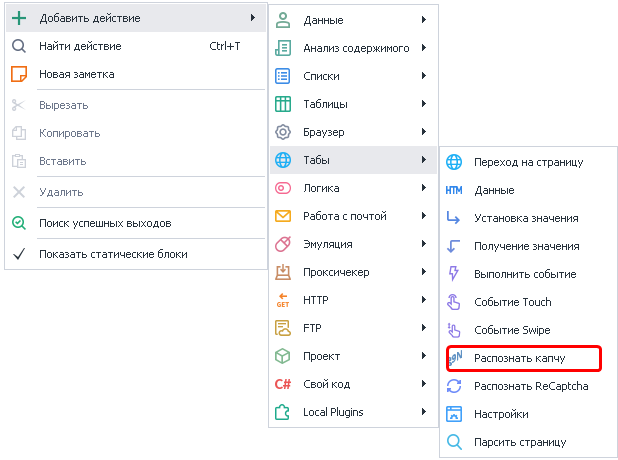 Добавить действие
Найти действие Ctrl+T
Новая заметка
Вырезать
Копировать
Вставить
Удалить
Поиск успешных выходов
Показать статические блоки
Данные
Анализ содержимого
Списки
Таблицы
Браузер
Табы
Логика
Работа с почтой
Эмуляция
Проксичекер
GET HTTP
FTP
Проект
C# Свой код
Local Plugins
Переход на страницу
HTM Данные
Установка значения
Получение значения
Выполнить событие
Событие Touch
Событие Swipe
Распознать капчу
Распознать ReCaptcha
Настройки
Парсить страницу